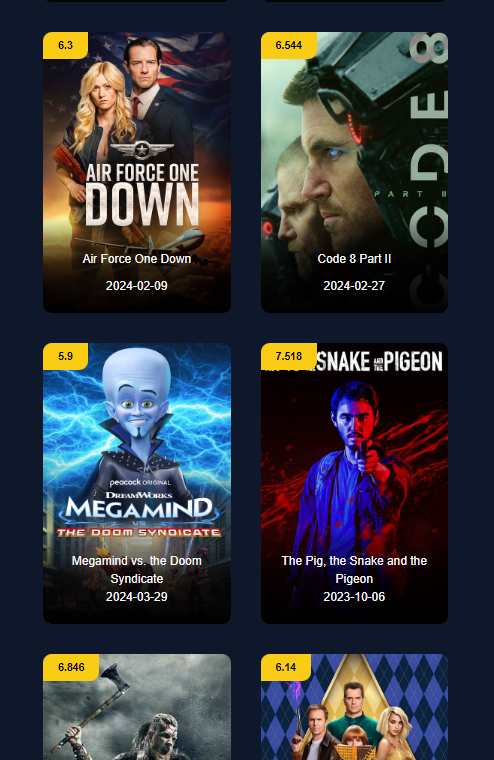 6.3
AIR FORCE ONE
DOWN
Air Force One Down
2024-02-09
6.544
CODE 8
PART II
Code 8 Part II
2024-02-27
5.9
peacock ORIGINAL
DREAMWORKS
MEGAMIND
VS
THE DOOM SYNDICATE
Megamind vs. the Doom
Syndicate
2024-03-29
7.518
SNAKE AND THE PIGEON
The Pig, the Snake and the
Pigeon
2023-10-06
6.846
6.14